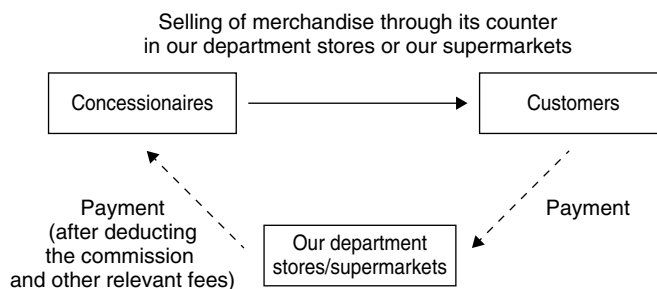 Selling of merchandise through its counter
in our department stores or our supermarkets
Concessionaires
Customers
Payment
(after deducting
the commission
and other relevant fees)
Our department
stores/supermarkets
Payment